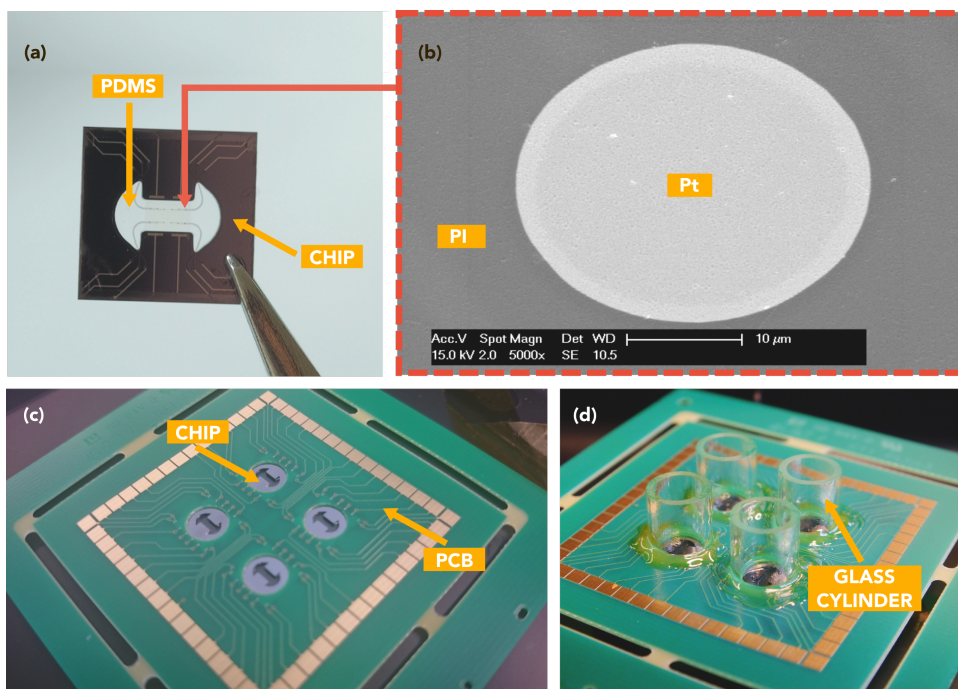 (a)
PDMS
CHIP
(b)
Pt
PI
Acc.V Spot Magn Det WD 10 µm
15.0 kV 2.0 5000x SE 10.5
(c)
CHIP
PCB
(d)
GLASS
CYLINDER